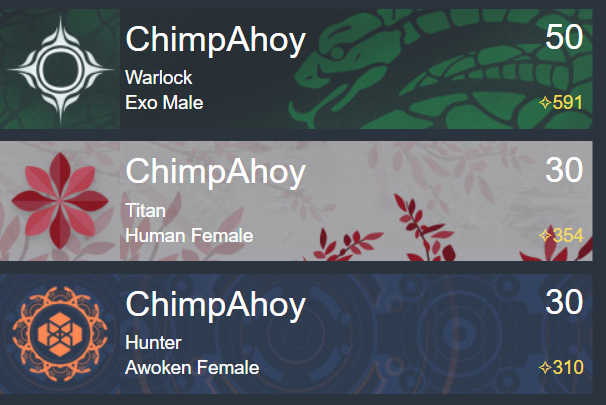 ChimpAhoy 50
Warlock
Exo Male ✧591
ChimpAhoy 30
Titan
Human Female ✧354
ChimpAhoy 30
Hunter
Awoken Female ✧310